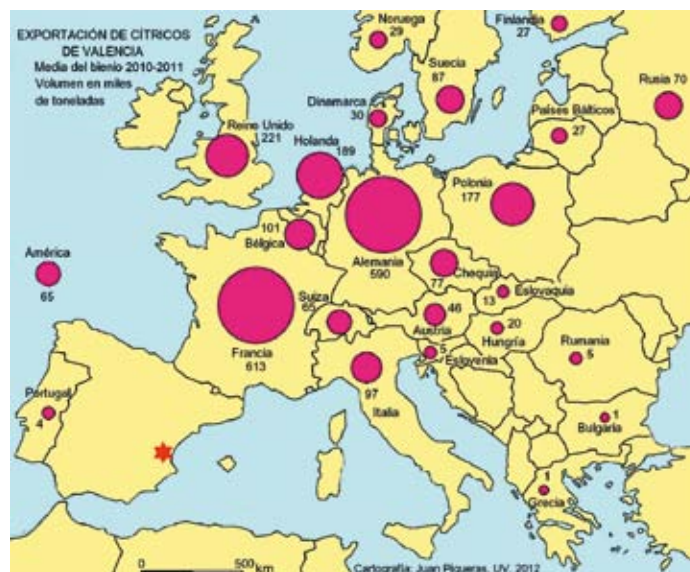 EXPORTACIÓN DE CÍTRICOS
DE VALENCIA
Media del bienio 2010-2011
Volumen en miles
de toneladas
Noruega
29
Finlandia
27
Suecia
87
Rusia 70
Dinamarca
30
Países Bálticos
27
Reino Unido
221
Holanda
189
Polonia
177
101
Bélgica
Alemania
590
América
65
Chequia
77
Suiza
65
Eslovaquia
13
46
Austria
20
Hungría
Rumania
5
5
Eslovenia
Francia
613
97
Italia
Portugal
4
1
Bulgaria
1
Grecia
0 500 km
Cartografía: Juan Piqueras, UV, 2012